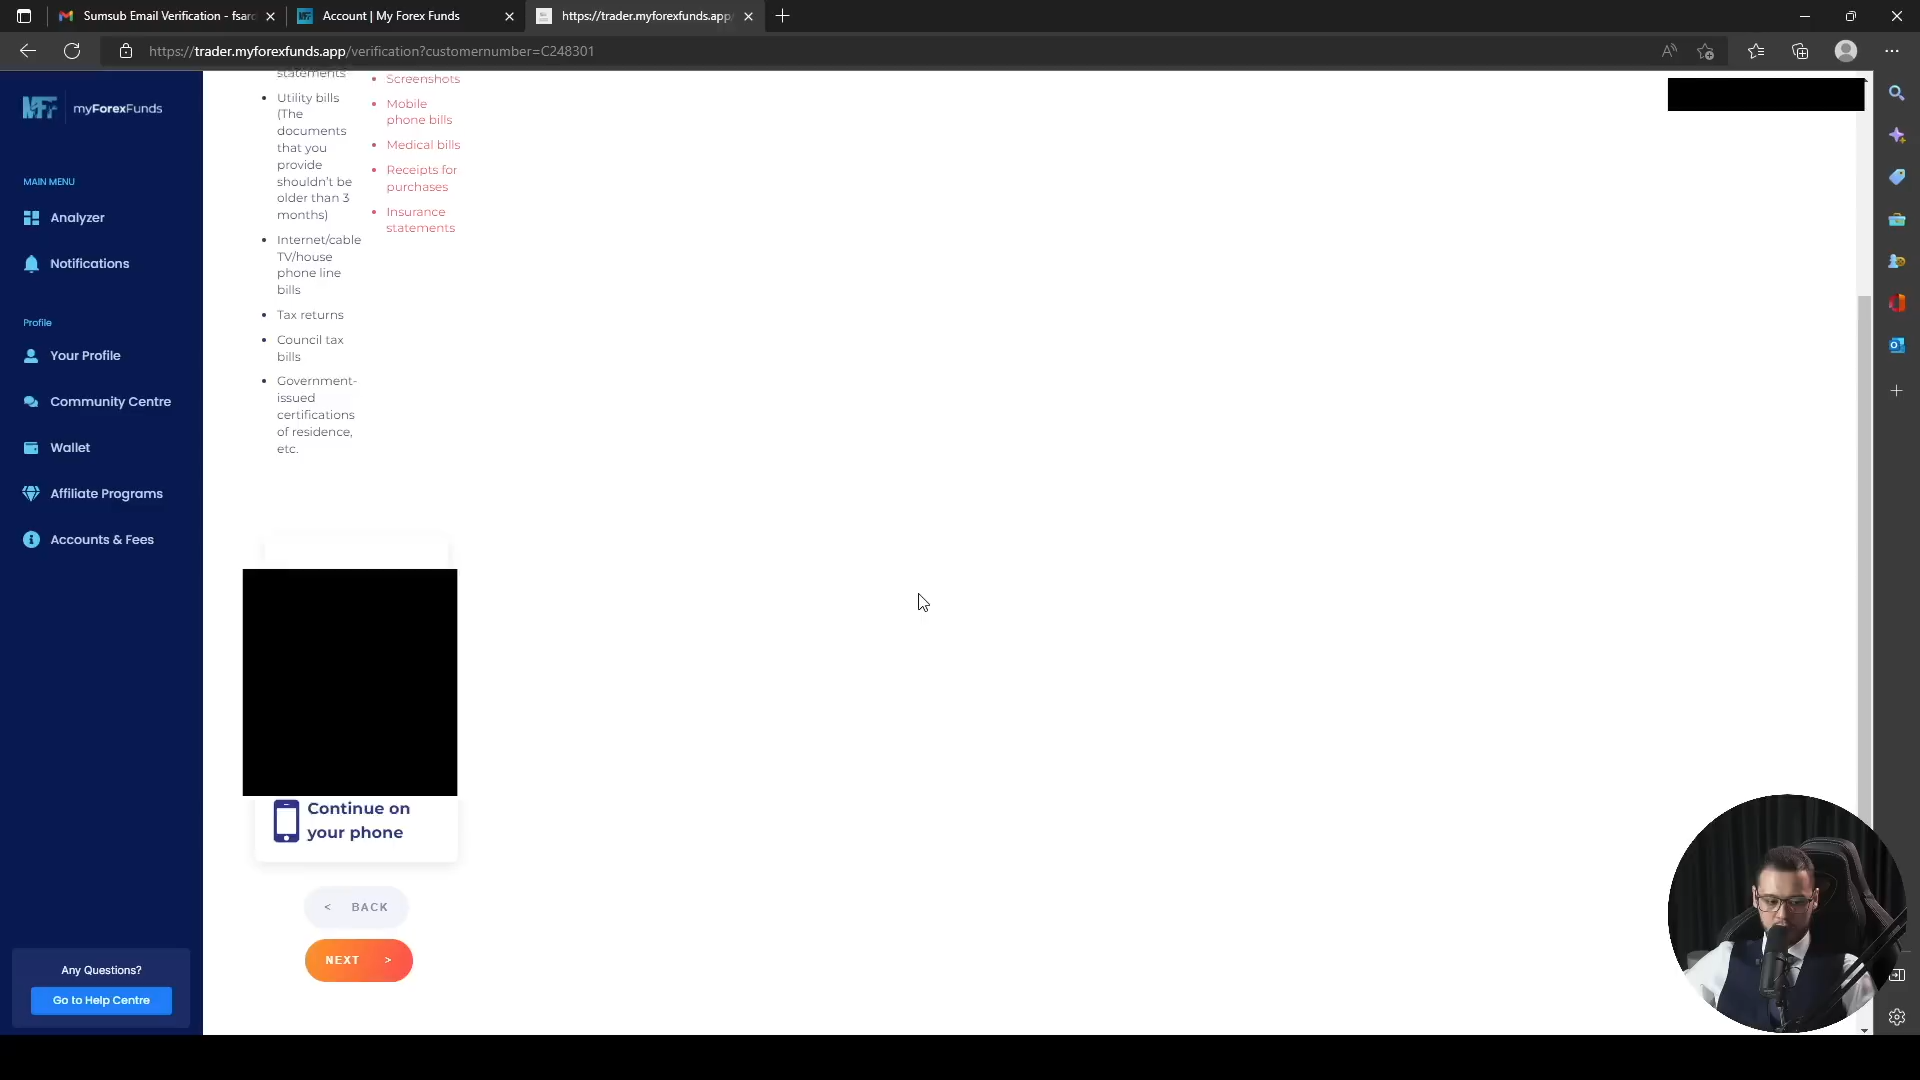 Sumsub Email Verification - fsard
Account | My Forex Funds
https://trader.myforexfunds.app
https://trader.myforexfunds.app/verification?customernumber=C248301
MFF myForexFunds
MAIN MENU
Analyzer
Notifications
Profile
Your Profile
Community Centre
Wallet
Affiliate Programs
Accounts & Fees
Any Questions?
Go to Help Centre
statements
Utility bills
(The
documents
that you
provide
shouldn't be
older than 3
months)
Internet/cable
TV/house
phone line
bills
Tax returns
Council tax
bills
Government-
issued
certifications
of residence,
etc.
Screenshots
Mobile
phone bills
Medical bills
Receipts for
purchases
Insurance
statements
Continue on
your phone
< BACK
NEXT >